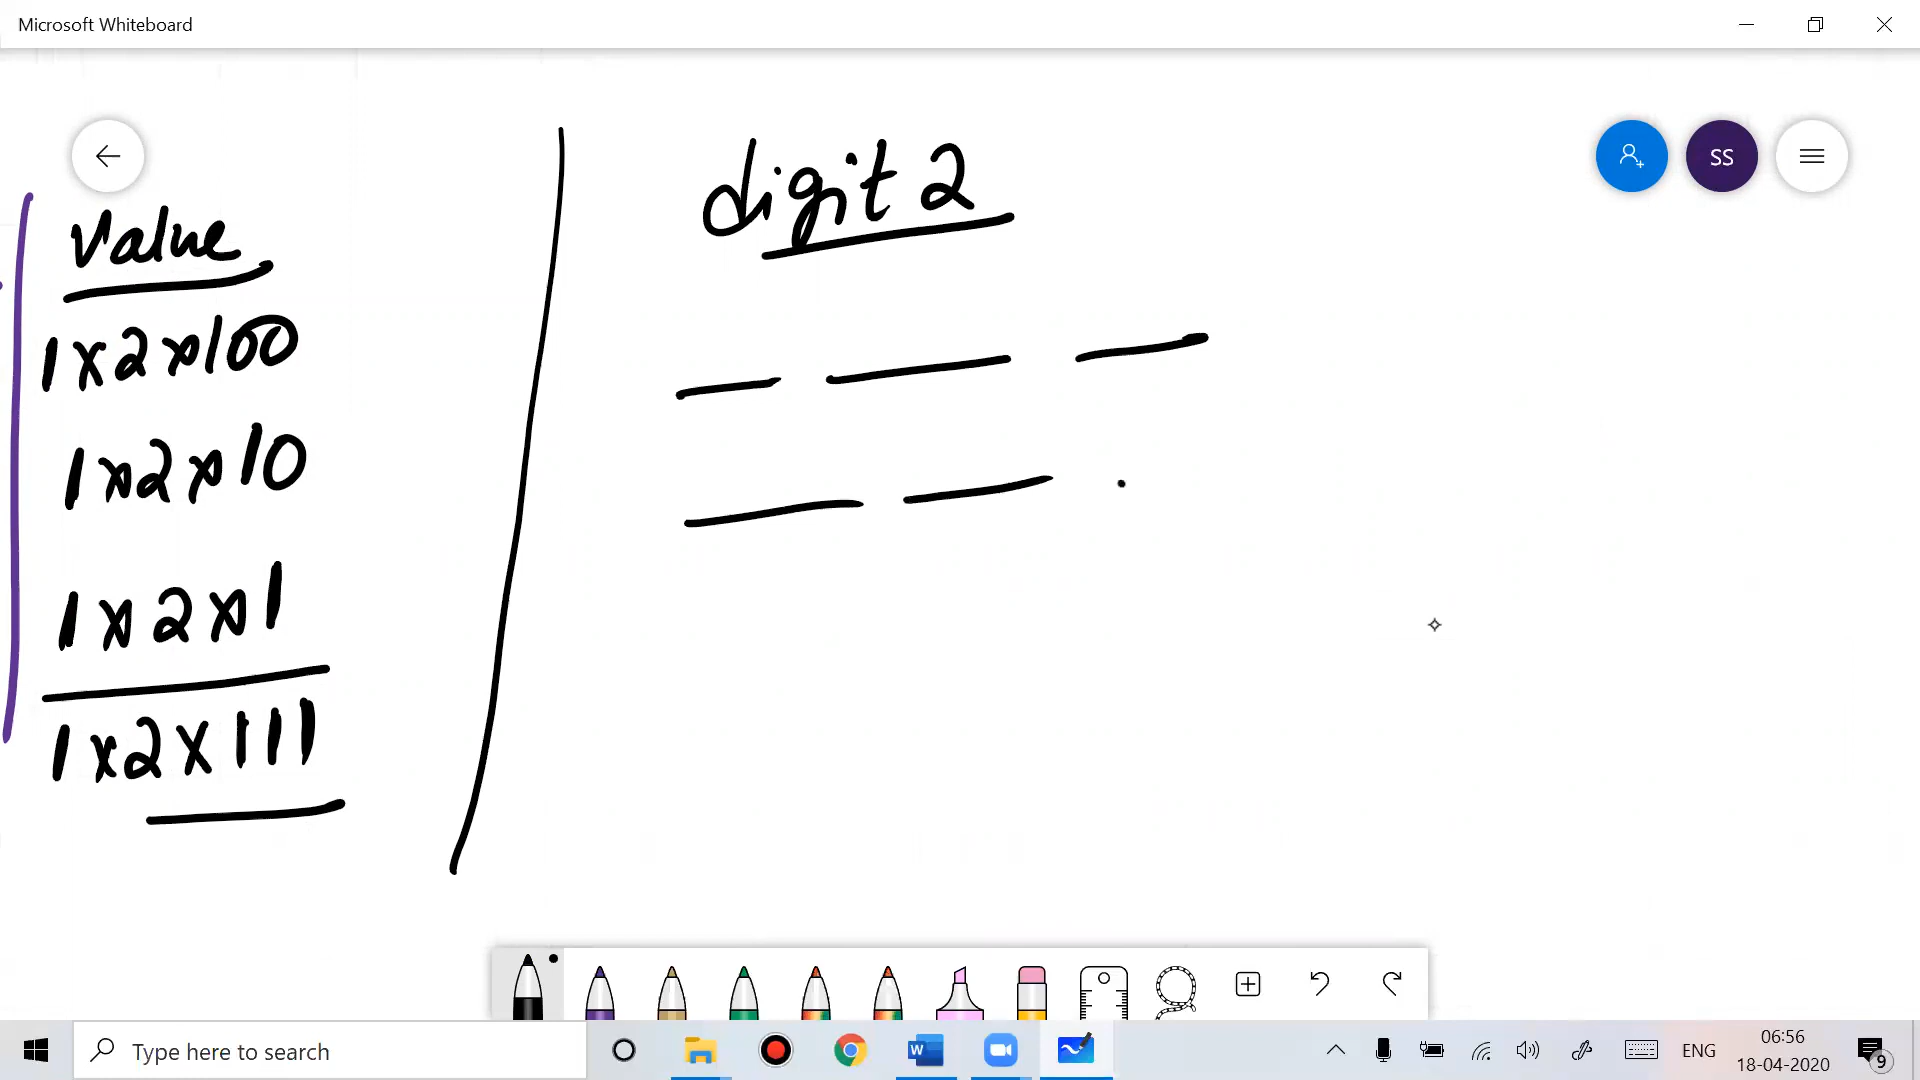 Microsoft Whiteboard
SS
Value
1x2x100
1x2x10
1x2x1
1x2x111
digit 2
Type here to search
ENG
06:56
18-04-2020
9